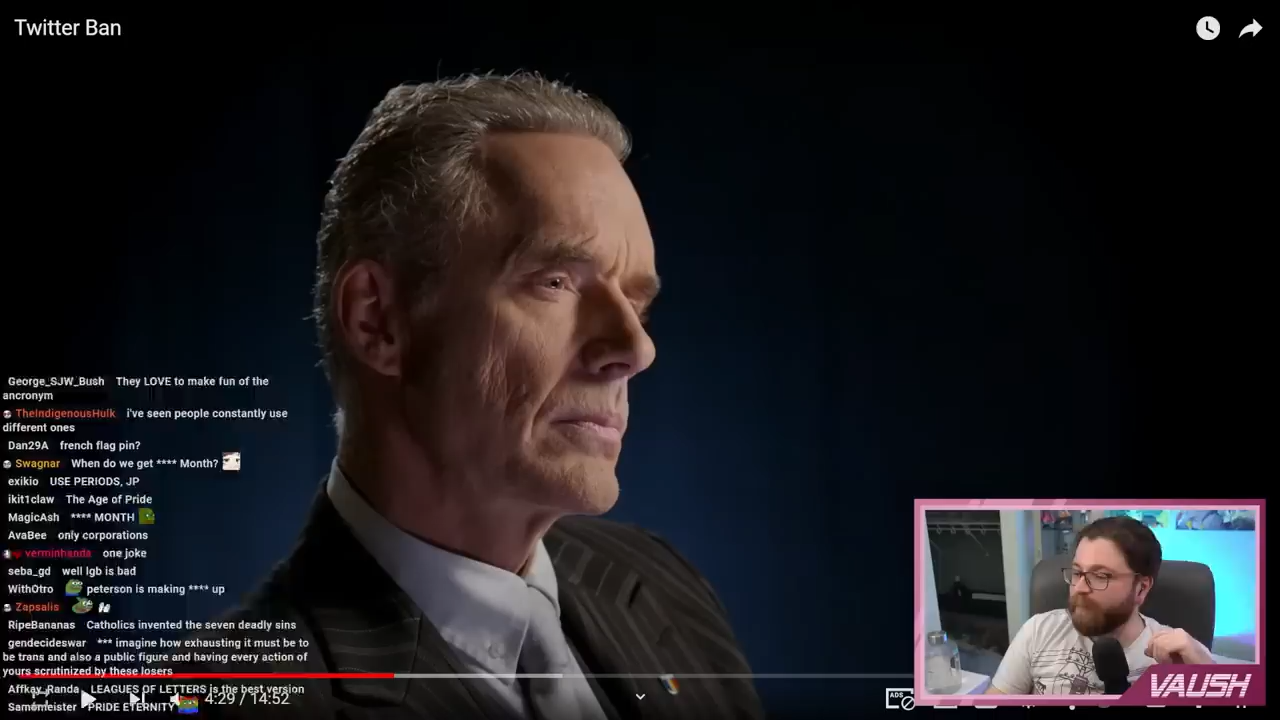 Twitter Ban
George_SJW_Bush They LOVE to make fun of the
ancronym
TheIndigenousHulk i've seen people constantly use
different ones
Dan29A french flag pin?
Swagnar When do we get **** Month?
exikio USE PERIODS, JP
ikit1claw The Age of Pride
MagicAsh **** MONTH
AvaBee only corporations
verminhands one joke
seba_gd well lgb is bad
WithOtro peterson is making **** up
Zapsalis
RipeBananas Catholics invented the seven deadly sins
gendecideswar *** imagine how exhausting it must be to
be trans and also a public figure and having every action of
yours scrutinized by these losers
Affkay_Randa LEAGUES OF LETTERS is the best version
Samofmeister PRIDE ETERNITY
4:29 / 14:52
ADS
VAUSH